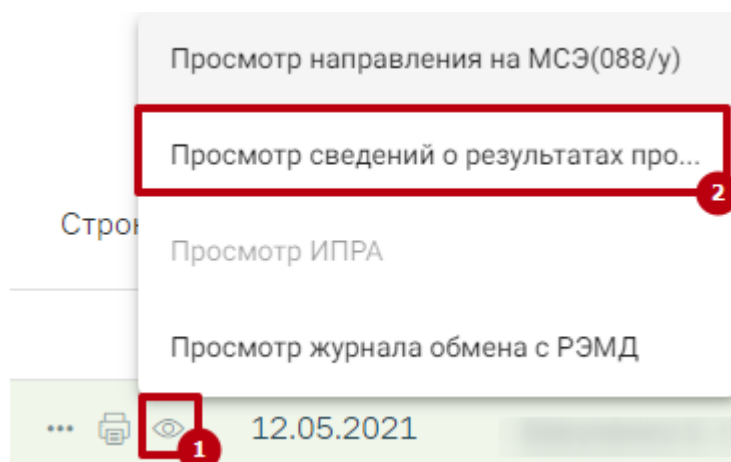 Просмотр направления на МСЭ(088/у)
Просмотр сведений о результатах про...
2
Просмотр ИПРА
Просмотр журнала обмена с РЭМД
12.05.2021
1